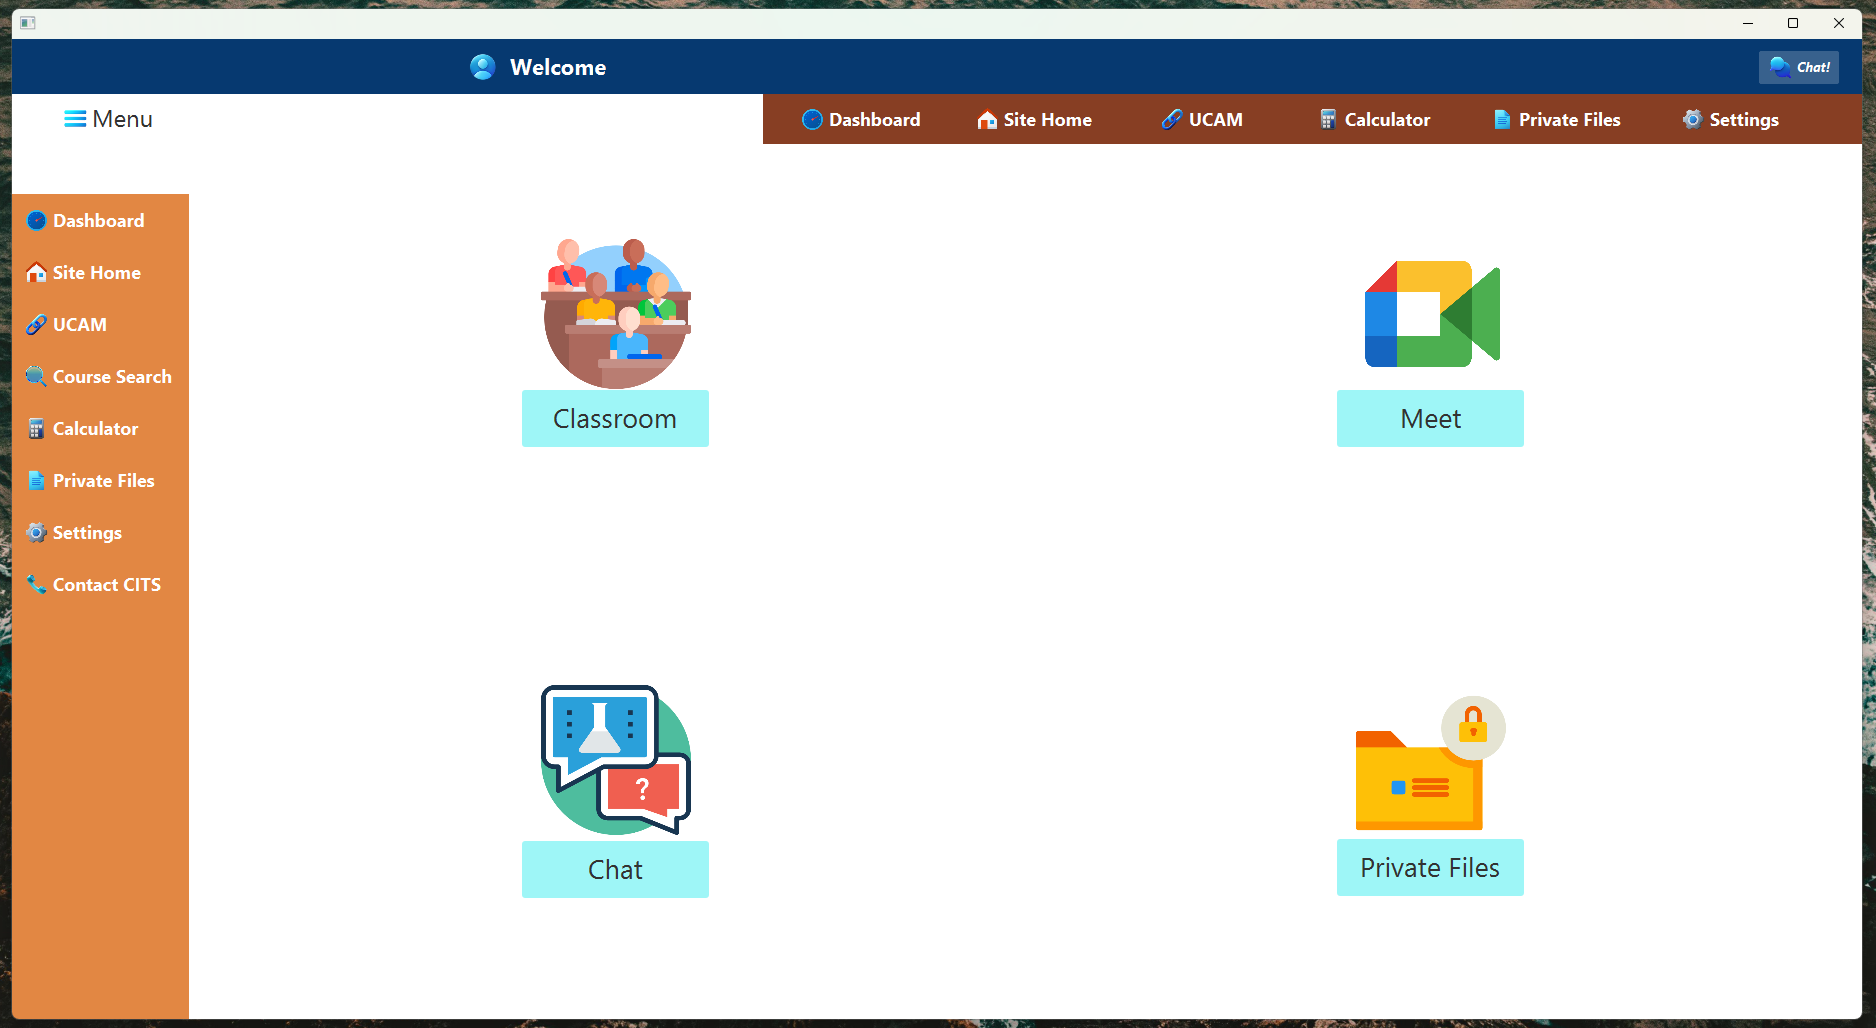 Welcome
Chat!
Menu
Dashboard
Site Home
UCAM
Calculator
Private Files
Settings
Dashboard
Site Home
UCAM
Course Search
Calculator
Private Files
Settings
Contact CITS
Classroom
Meet
?
Chat
Private Files